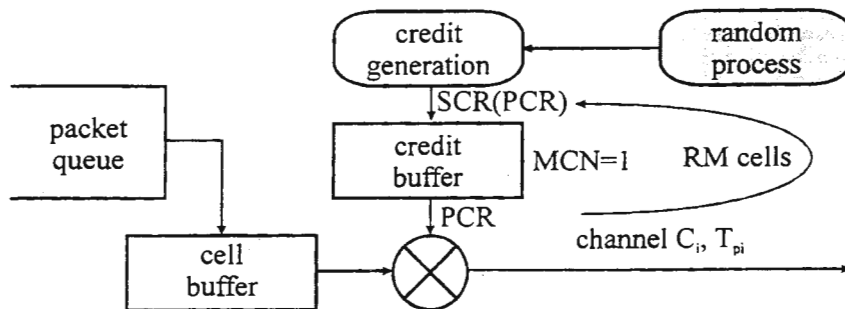 credit
generation
random
process
SCR(PCR)
packet
queue
credit
buffer
MCN=1
RM cells
PCR
channel Ci, Tpi
cell
buffer